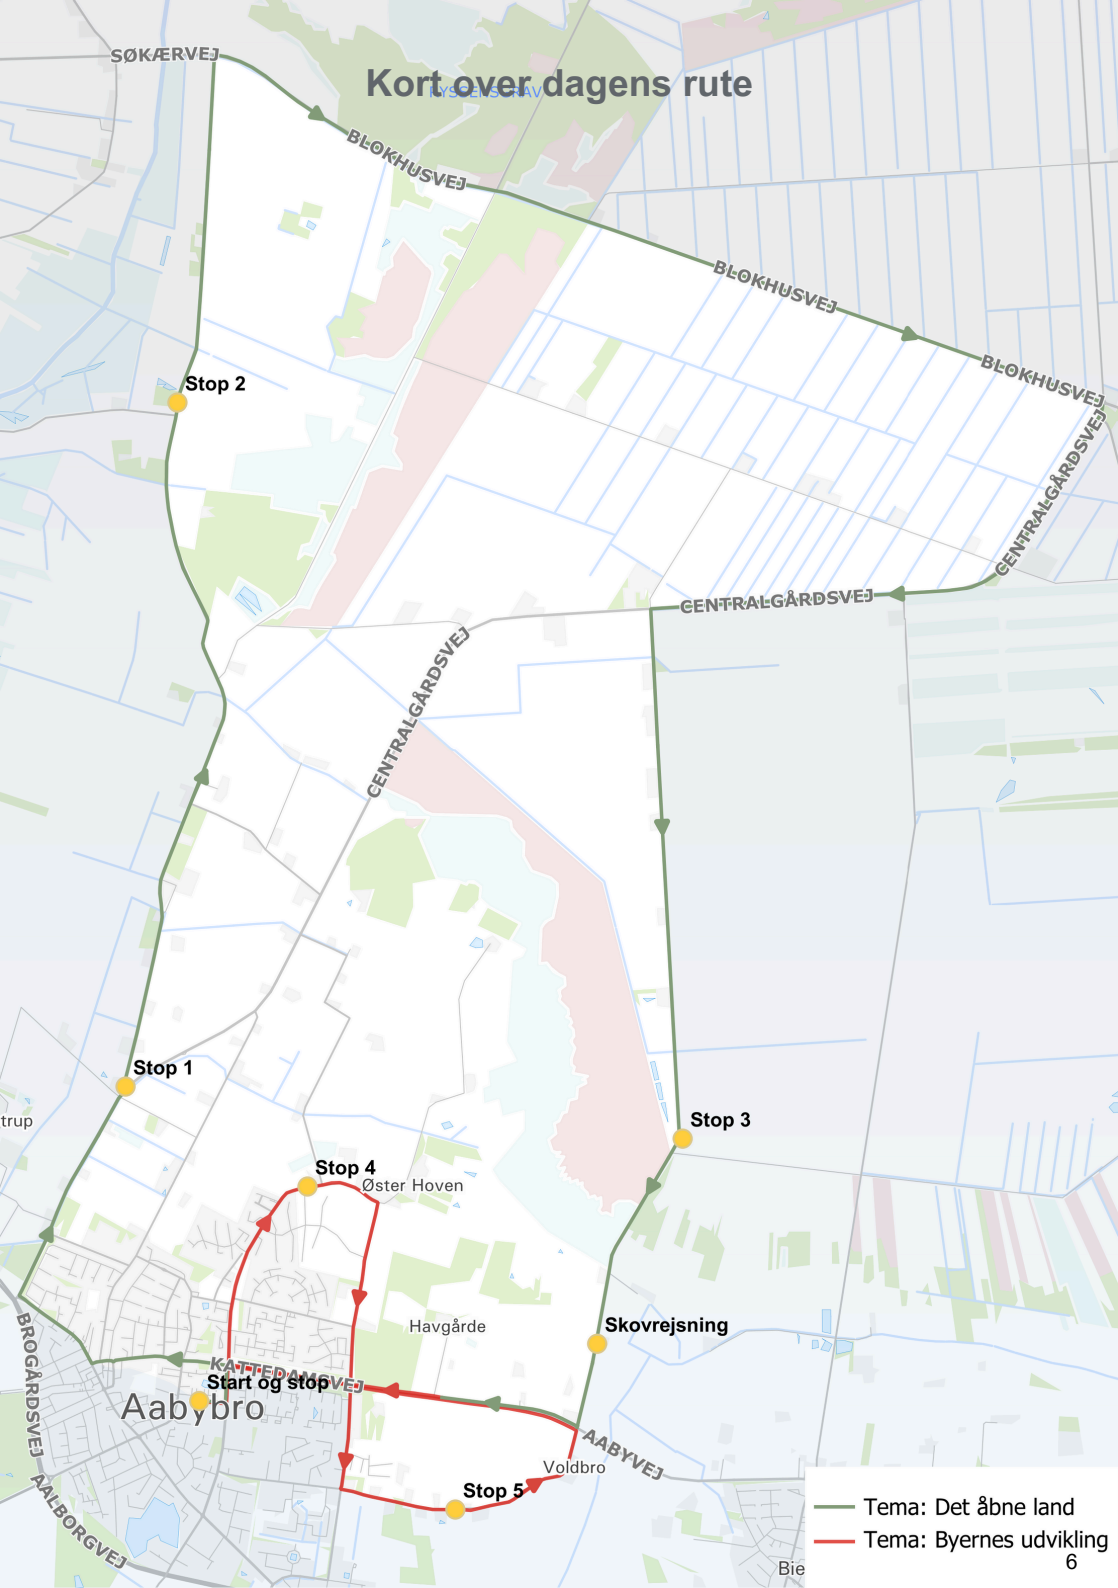 SØKÆRVEJ
Kort over dagens rute
BLOKHUSVEJ
BLOKHUSVEJ
BLOKHUSVEJ
Stop 2
CENTRALGÅRDSVEJ
CENTRALGÅRDSVEJ
CENTRALGÅRDSVEJ
Stop 1
trup
Stop 3
Stop 4
Øster Hoven
Havgårde
Skovrejsning
BROGÅRDSVEJ
KATTEDAMSVEJ
Start og stop
Aabybro
AABYVEJ
Voldbro
Stop 5
AALBORGVEJ
Tema: Det åbne land
Tema: Byernes udvikling
Bie
6